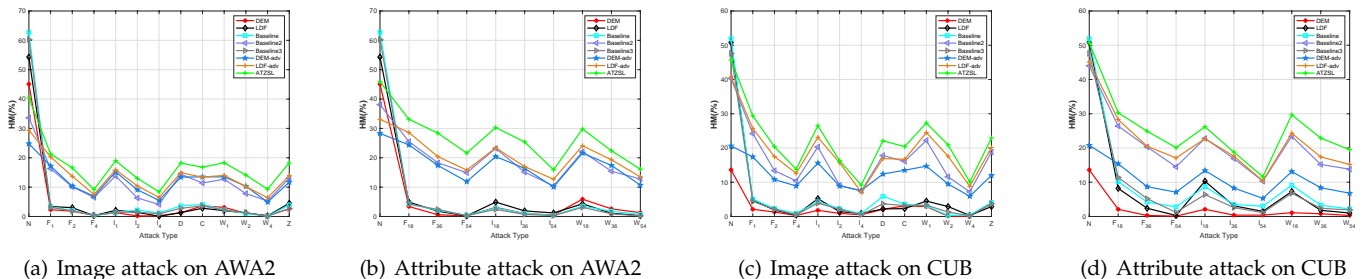 70
60
50
40
30
20
10
0
HM(/%)
N F1 F2 F4 I1 I2 I4 D C W1 W2 W4 Z
Attack Type
DEM
LDF
Baseline
Baseline2
Baseline3
DEM-adv
LDF-adv
ATZSL
(a) Image attack on AWA2
70
60
50
40
30
20
10
0
HM(/%)
N F18 F36 F54 I18 I36 I54 W18 W36 W54
Attack Type
DEM
LDF
Baseline
Baseline2
Baseline3
DEM-adv
LDF-adv
ATZSL
(b) Attribute attack on AWA2
60
50
40
30
20
10
0
HM(/%)
N F1 F2 F4 I1 I2 I4 D C W1 W2 W4 Z
Attack Type
DEM
LDF
Baseline
Baseline2
Baseline3
DEM-adv
LDF-adv
ATZSL
(c) Image attack on CUB
60
50
40
30
20
10
0
HM(/%)
N F18 F36 F54 I18 I36 I54 W18 W36 W54
Attack Type
DEM
LDF
Baseline
Baseline2
Baseline3
DEM-adv
LDF-adv
ATZSL
(d) Attribute attack on CUB